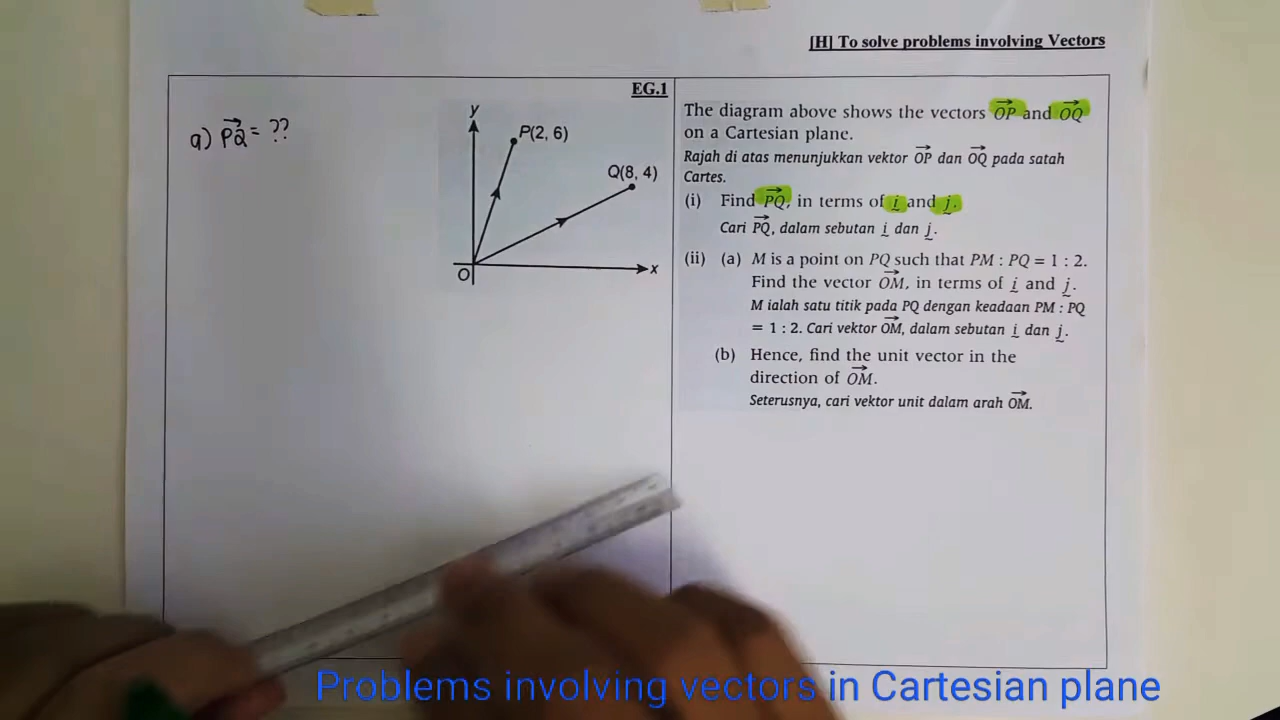 [H] To solve problems involving Vectors
EG.1
a) PQ = ??
y
P(2, 6)
Q(8, 4)
O
x
The diagram above shows the vectors OP and OQ
on a Cartesian plane.
Rajah di atas menunjukkan vektor OP dan OQ pada satah
Cartes.
(i) Find PQ, in terms of i and j.
Cari PQ, dalam sebutan i dan j.
(ii) (a) M is a point on PQ such that PM : PQ = 1 : 2.
Find the vector OM, in terms of i and j.
M ialah satu titik pada PQ dengan keadaan PM : PQ
= 1 : 2. Cari vektor OM, dalam sebutan i dan j.
(b) Hence, find the unit vector in the
direction of OM.
Seterusnya, cari vektor unit dalam arah OM.
Problems involving vectors in Cartesian plane